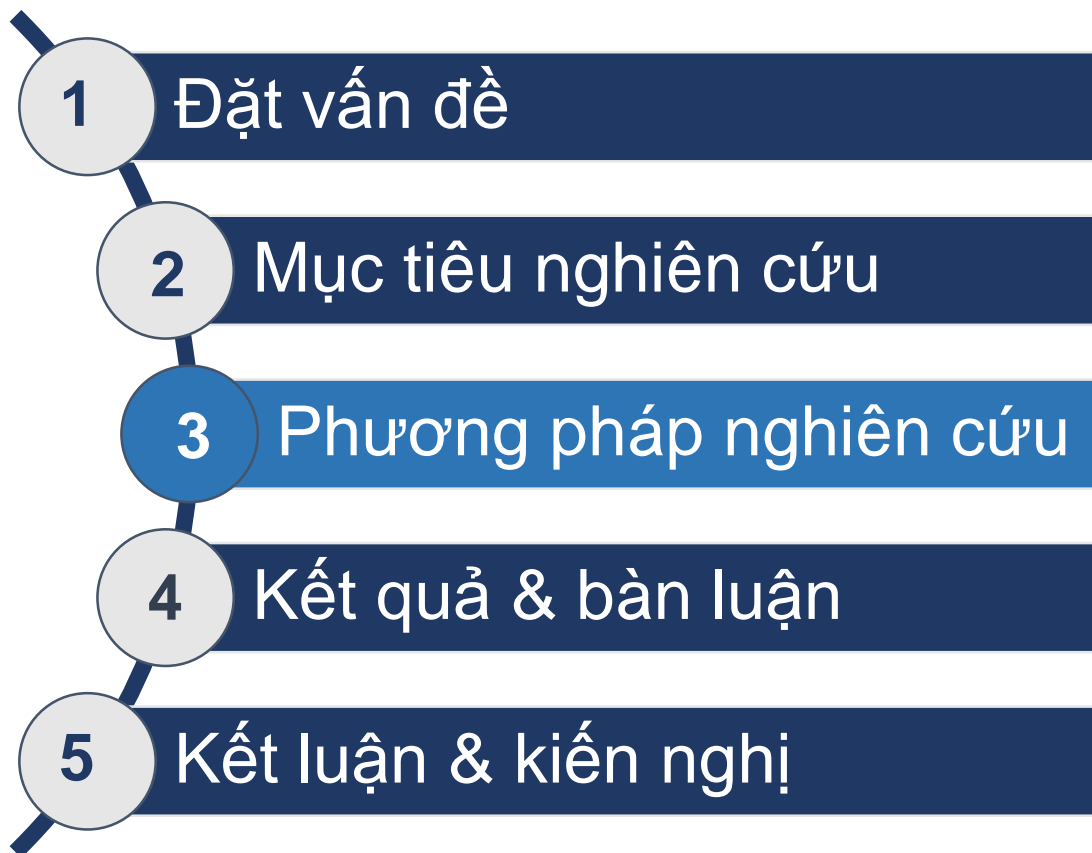 1 Đặt vấn đề
2 Mục tiêu nghiên cứu
3 Phương pháp nghiên cứu
4 Kết quả & bàn luận
5 Kết luận & kiến nghị